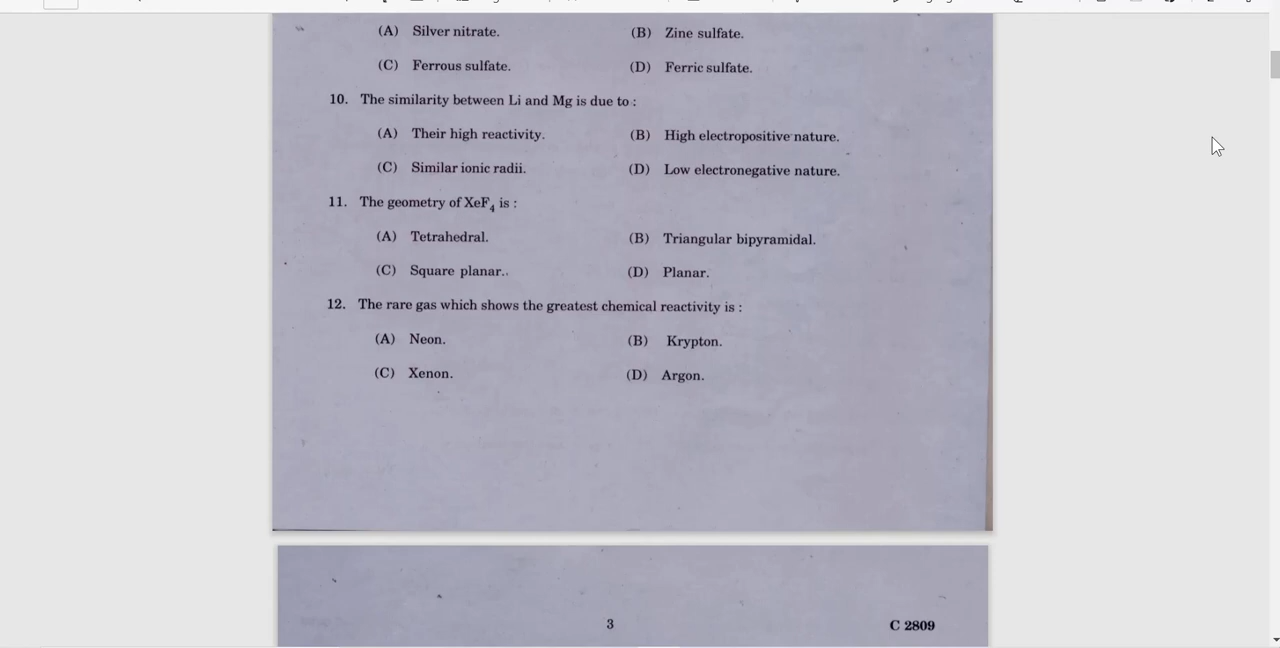 (A) Silver nitrate. (B) Zine sulfate.
(C) Ferrous sulfate. (D) Ferric sulfate.
10. The similarity between Li and Mg is due to :
(A) Their high reactivity. (B) High electropositive nature.
(C) Similar ionic radii. (D) Low electronegative nature.
11. The geometry of XeF₄ is :
(A) Tetrahedral. (B) Triangular bipyramidal.
(C) Square planar.. (D) Planar.
12. The rare gas which shows the greatest chemical reactivity is :
(A) Neon. (B) Krypton.
(C) Xenon. (D) Argon.
3 C 2809